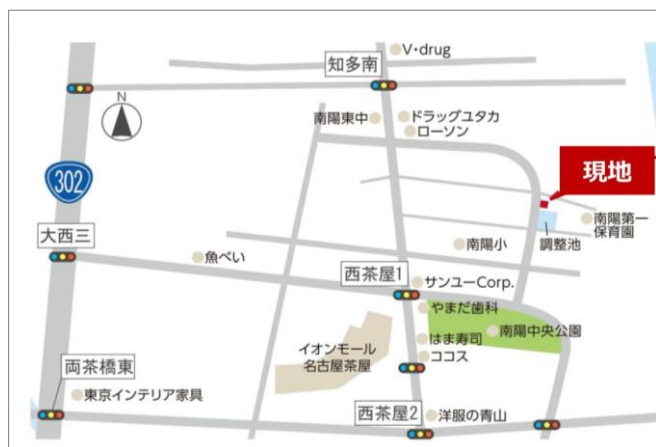 V・drug
知多南
N
南陽東中
ドラッグユタカ
ローソン
現地
302
大西三
魚べい
南陽小
調整池
南陽第一
保育園
西茶屋1
サンユーCorp.
やまだ歯科
南陽中央公園
はま寿司
ココス
イオンモール
名古屋茶屋
両茶橋東
東京インテリア家具
西茶屋2
洋服の青山